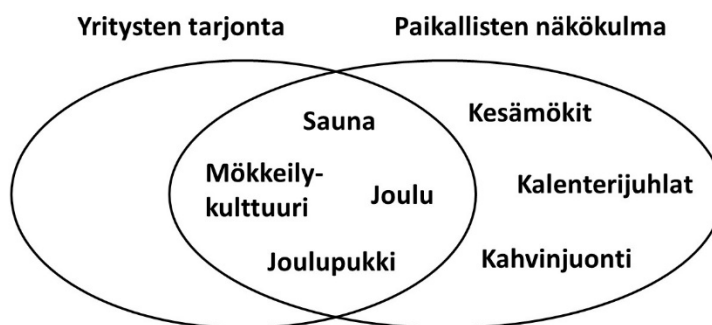 Yritysten tarjonta
Paikallisten näkökulma
Sauna
Kesämökit
Mökkeily-
kulttuuri
Joulu
Kalenterijuhlat
Joulupukki
Kahvinjuonti